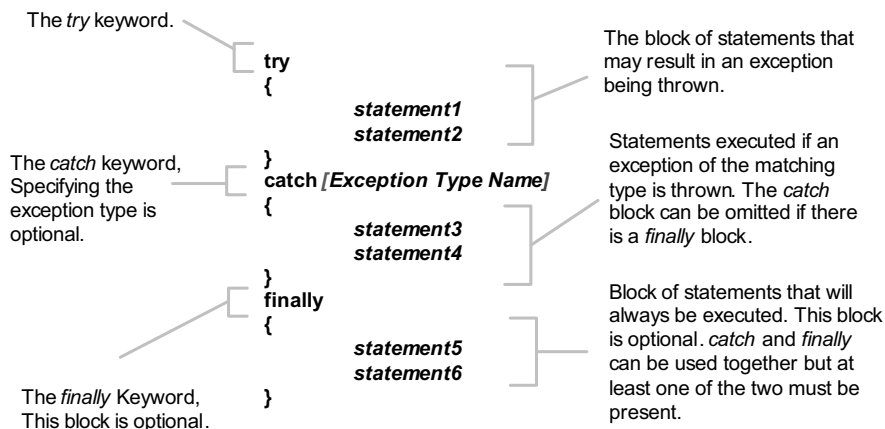 The try keyword.
try
{
statement1
statement2
}
The block of statements that
may result in an exception
being thrown.
The catch keyword,
Specifying the
exception type is
optional.
catch [Exception Type Name]
{
statement3
statement4
}
Statements executed if an
exception of the matching
type is thrown. The catch
block can be omitted if there
is a finally block.
finally
{
statement5
statement6
}
Block of statements that will
always be executed. This block
is optional. catch and finally
can be used together but at
least one of the two must be
present.
The finally Keyword,
This block is optional.